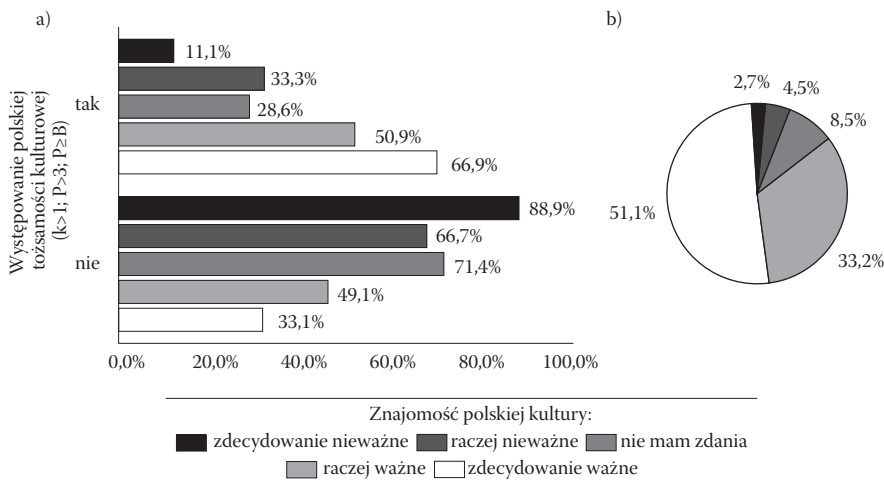 a)
b)
Występowanie polskiej
tożsamości kulturowej
(k>1; P>3; P≥B)
tak
11,1%
33,3%
28,6%
50,9%
66,9%
nie
88,9%
66,7%
71,4%
49,1%
33,1%
0,0% 20,0% 40,0% 60,0% 80,0% 100,0%
2,7%
4,5%
8,5%
33,2%
51,1%
Znajomość polskiej kultury:
zdecydowanie nieważne raczej nieważne nie mam zdania
raczej ważne zdecydowanie ważne